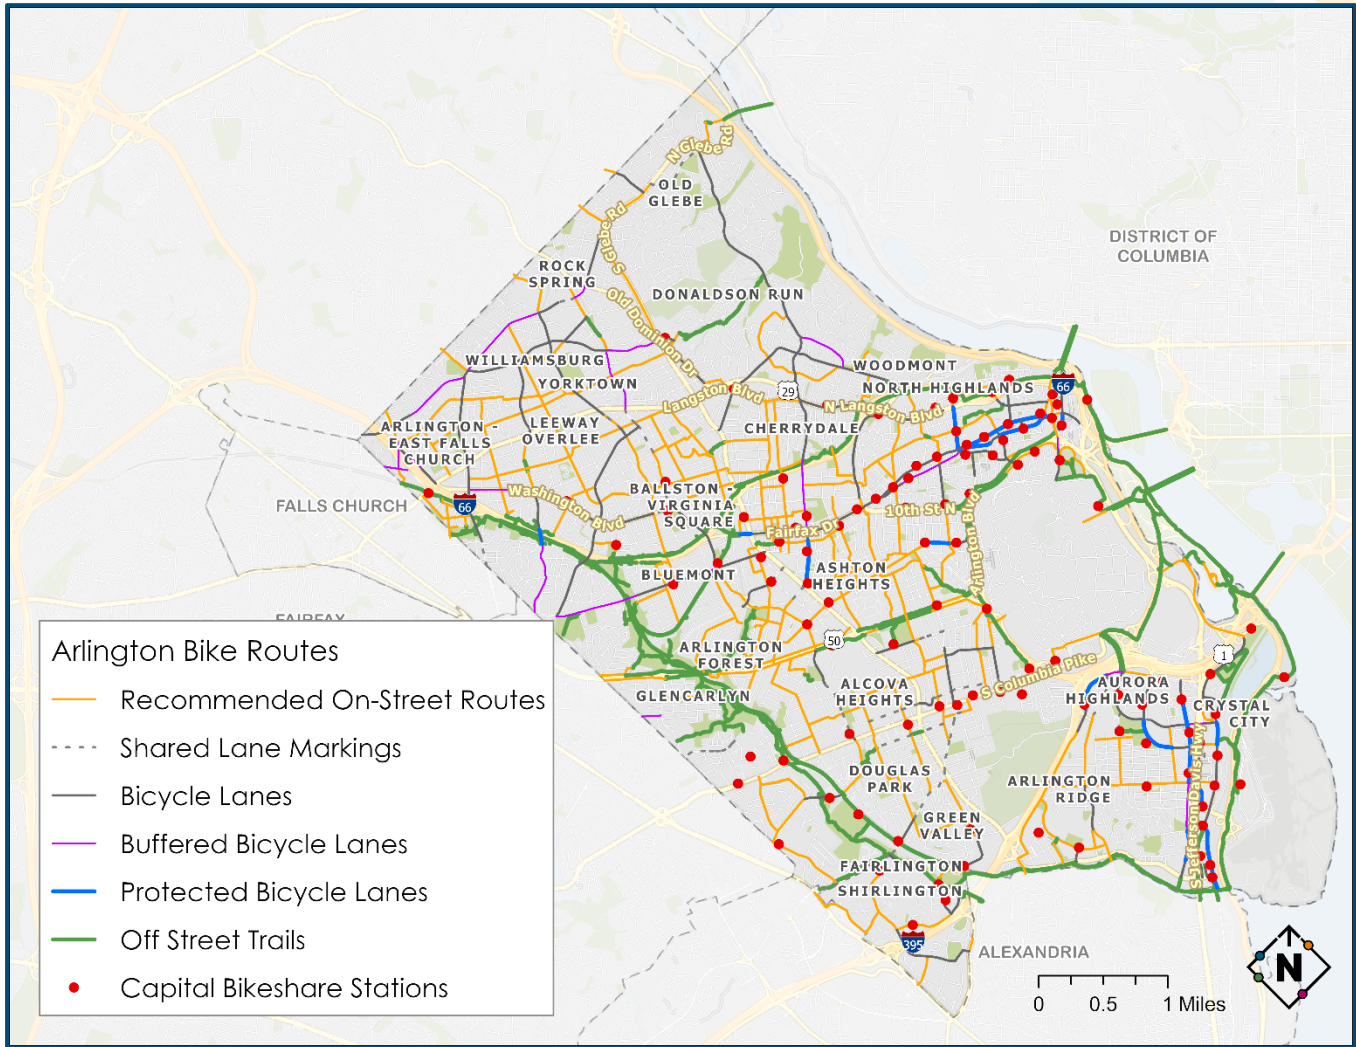 N Glebe Rd
OLD
GLEBE
S Glebe Rd
DISTRICT OF
COLUMBIA
ROCK
SPRING
DONALDSON RUN
Old Dominion Dr
WILLIAMSBURG
YORKTOWN
WOODMONT
NORTH HIGHLANDS
66
29
Langston Blvd
N Langston Blvd
ARLINGTON -
EAST FALLS
CHURCH
LEEWAY
OVERLEE
CHERRYDALE
FALLS CHURCH
66
Washington Blvd
BALLSTON -
VIRGINIA
SQUARE
10th St N
Fairfax Dr
Arlington Blvd
BLUEMONT
ASHTON
HEIGHTS
FAIRFAX
50
ARLINGTON
FOREST
GLENCARLYN
1
S Columbia Pike
ALCOVA
HEIGHTS
AURORA
HIGHLANDS
CRYSTAL
CITY
S Jefferson Davis Hwy
DOUGLAS
PARK
ARLINGTON
RIDGE
GREEN
VALLEY
FAIRLINGTON
SHIRLINGTON
395
ALEXANDRIA
Arlington Bike Routes
Recommended On-Street Routes
Shared Lane Markings
Bicycle Lanes
Buffered Bicycle Lanes
Protected Bicycle Lanes
Off Street Trails
Capital Bikeshare Stations
N
0 0.5 1 Miles